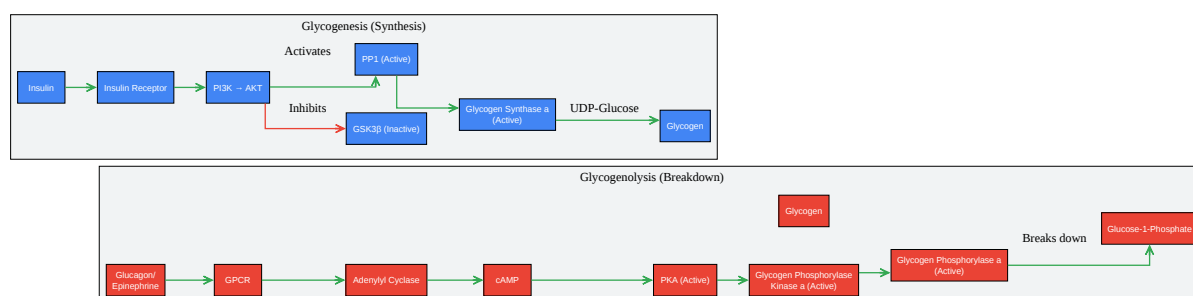 Glycogenesis (Synthesis)
Activates
PP1 (Active)
Insulin
Insulin Receptor
PI3K → AKT
Inhibits
GSK3β (Inactive)
Glycogen Synthase a
(Active)
UDP-Glucose
Glycogen
Glycogenolysis (Breakdown)
Glycogen
Glucose-1-Phosphate
Breaks down
Glucagon/
Epinephrine
GPCR
Adenylyl Cyclase
cAMP
PKA (Active)
Glycogen Phosphorylase
Kinase a (Active)
Glycogen Phosphorylase a
(Active)